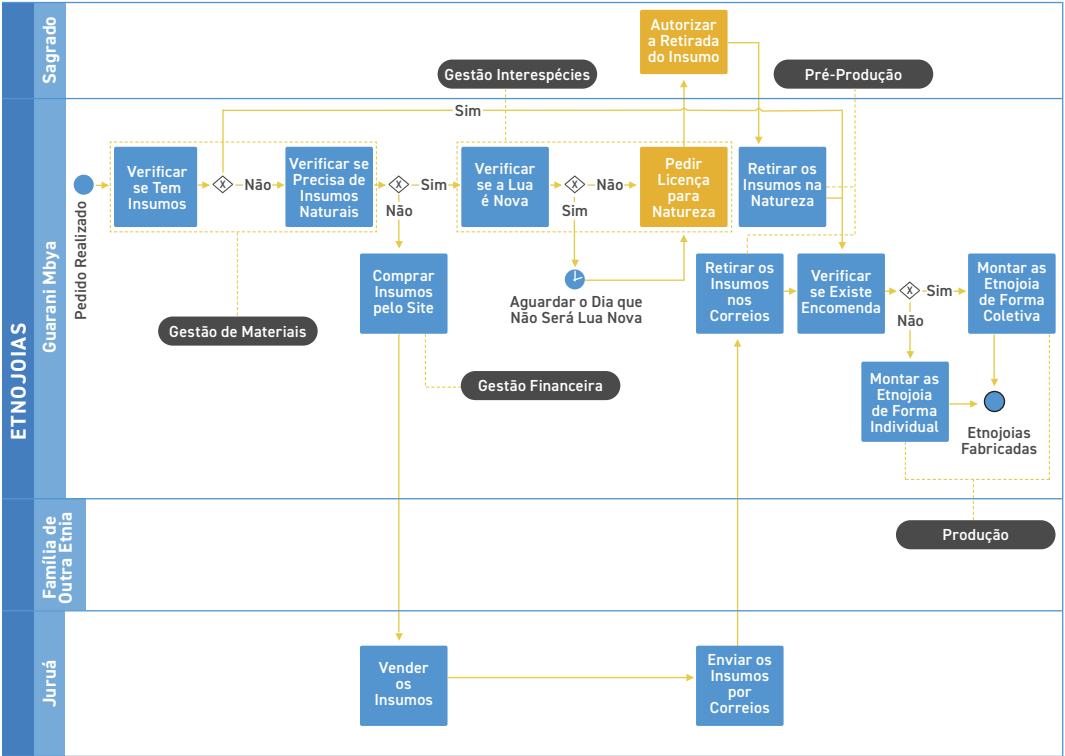 ETNOJOIAS
Sagrado
Autorizar
a Retirada
do Insumo
Gestão Interespécies
Pré-Produção
Guarani Mbya
Sim
Pedido Realizado
Verificar
se Tem
Insumos
X
Não
Verificar se
Precisa de
Insumos
Naturais
X
Sim
Não
Verificar
se a Lua
é Nova
X
Não
Sim
Pedir
Licença
para
Natureza
Retirar os
Insumos na
Natureza
Aguardar o Dia que
Não Será Lua Nova
Gestão de Materiais
Comprar
Insumos
pelo Site
Gestão Financeira
Retirar os
Insumos
nos
Correios
Verificar
se Existe
Encomenda
X
Sim
Não
Montar as
Etnojoia
de Forma
Coletiva
Montar as
Etnojoia
de Forma
Individual
Etnojoias
Fabricadas
Família de
Outra Etnia
Produção
Juruá
Vender
os
Insumos
Enviar os
Insumos
por
Correios